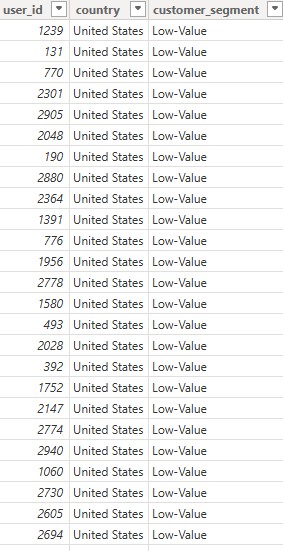 user_id country customer_segment
1239 United States Low-Value
131 United States Low-Value
770 United States Low-Value
2301 United States Low-Value
2905 United States Low-Value
2048 United States Low-Value
190 United States Low-Value
2880 United States Low-Value
2364 United States Low-Value
1391 United States Low-Value
776 United States Low-Value
1956 United States Low-Value
2778 United States Low-Value
1580 United States Low-Value
493 United States Low-Value
2028 United States Low-Value
392 United States Low-Value
1752 United States Low-Value
2147 United States Low-Value
2774 United States Low-Value
2940 United States Low-Value
1060 United States Low-Value
2730 United States Low-Value
2605 United States Low-Value
2694 United States Low-Value